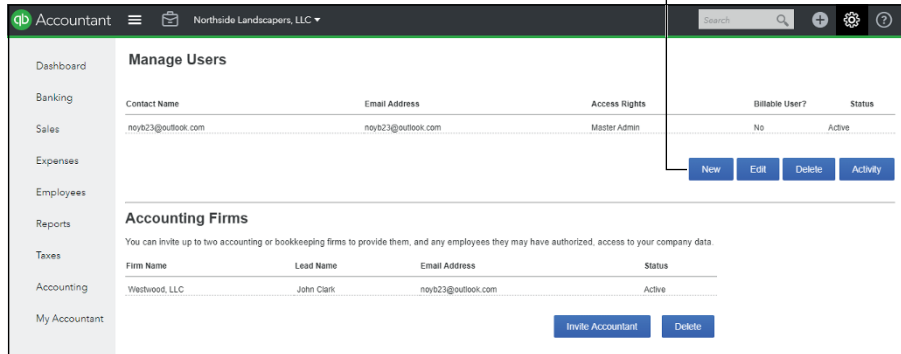 qb Accountant Northside Landscapers, LLC Search
Dashboard
Banking
Sales
Expenses
Employees
Reports
Taxes
Accounting
My Accountant
Manage Users
Contact Name Email Address Access Rights Billable User? Status
noyb23@outlook.com noyb23@outlook.com Master Admin No Active
New Edit Delete Activity
Accounting Firms
You can invite up to two accounting or bookkeeping firms to provide them, and any employees they may have authorized, access to your company data.
Firm Name Lead Name Email Address Status
Westwood, LLC John Clark noyb23@outlook.com Active
Invite Accountant Delete